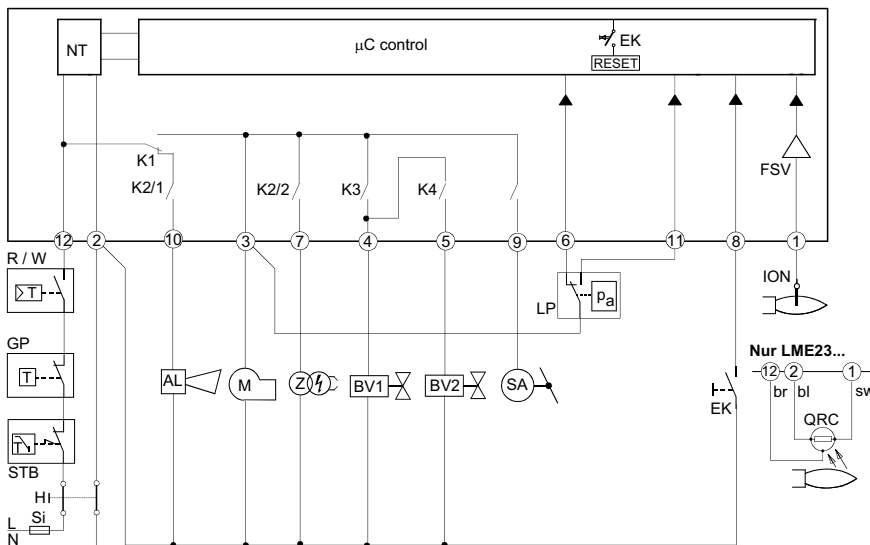 NT
µC control
EK
RESET
FSV
K1
K2/1
K2/2
K3
K4
12
2
10
3
7
4
5
9
6
11
8
1
R / W
T
LP
pa
ION
GP
T
AL
M
Z
BV1
BV2
SA
EK
Nur LME23...
12
2
1
br
bl
sw
QRC
T
STB
H
L
Si
N